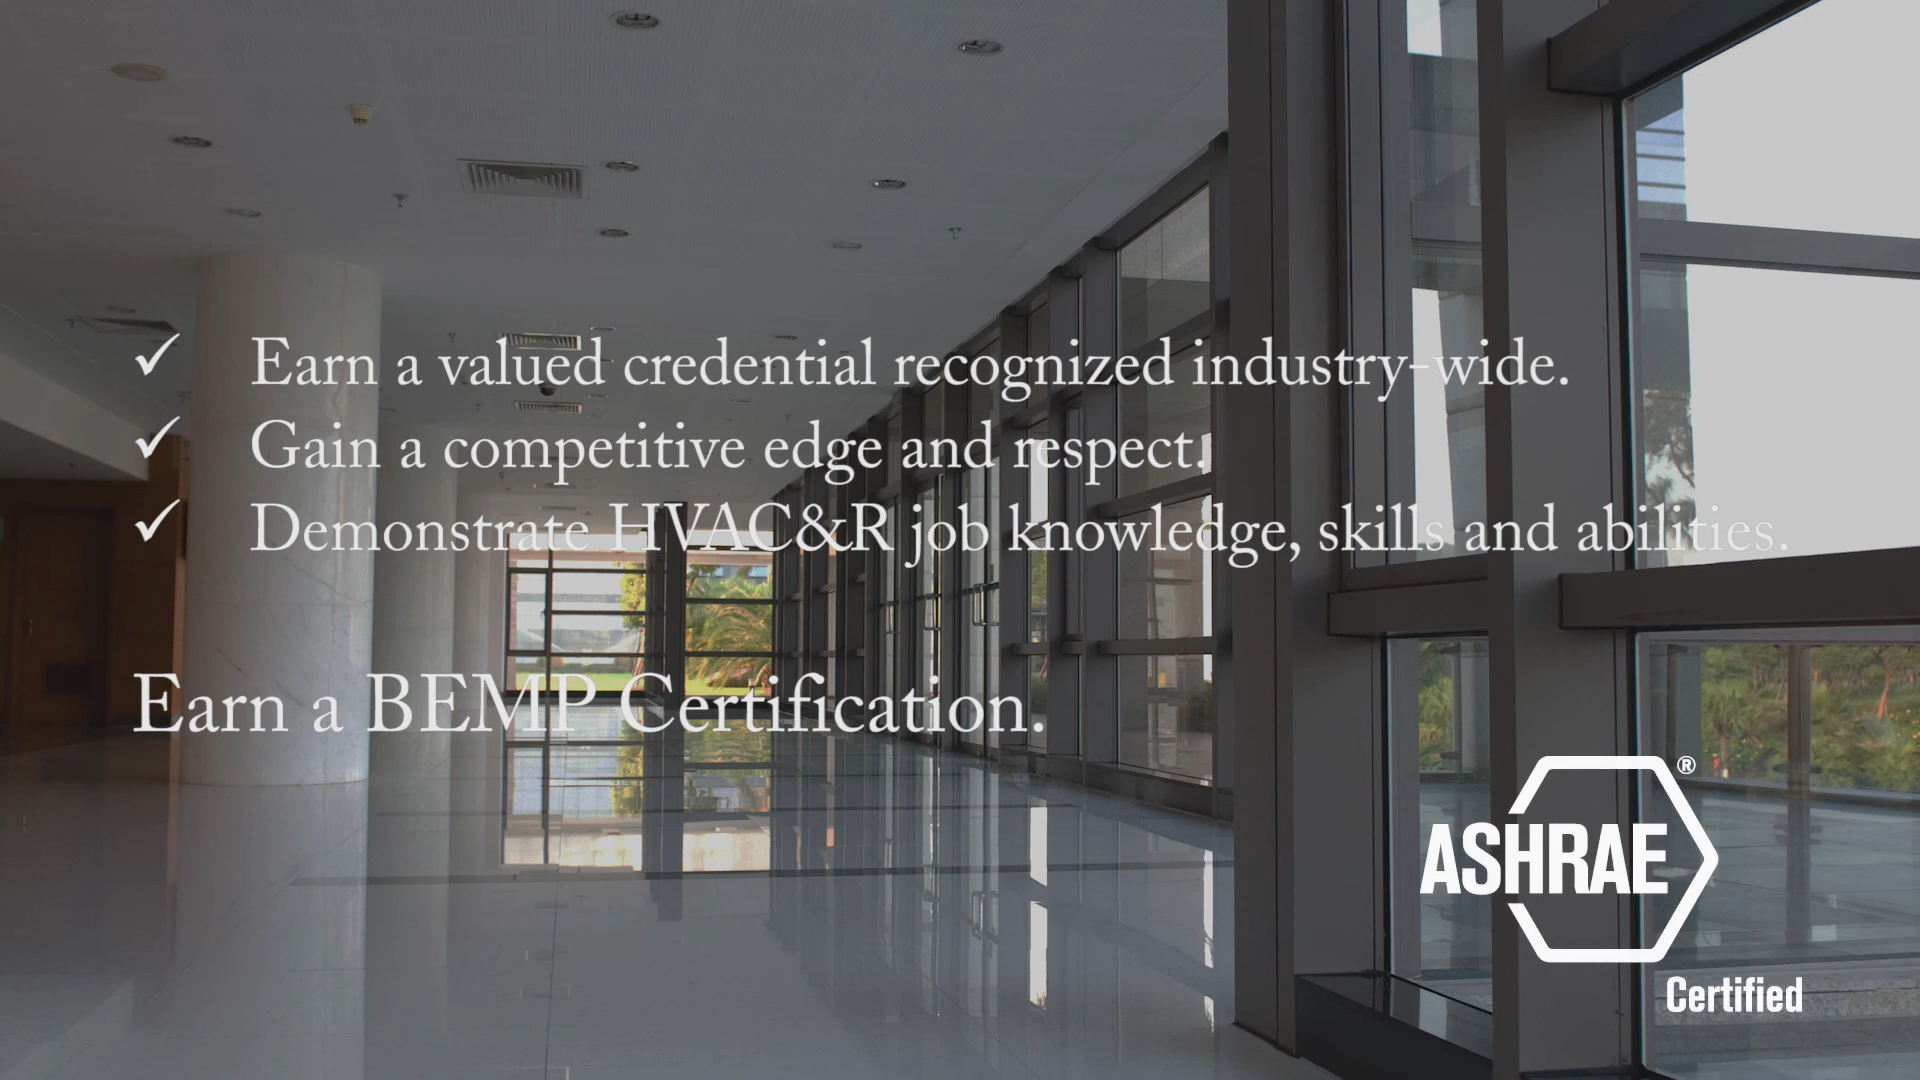 ✓ Earn a valued credential recognized industry-wide.
✓ Gain a competitive edge and respect.
✓ Demonstrate HVAC&R job knowledge, skills and abilities.
Earn a BEMP Certification.
ASHRAE®
Certified